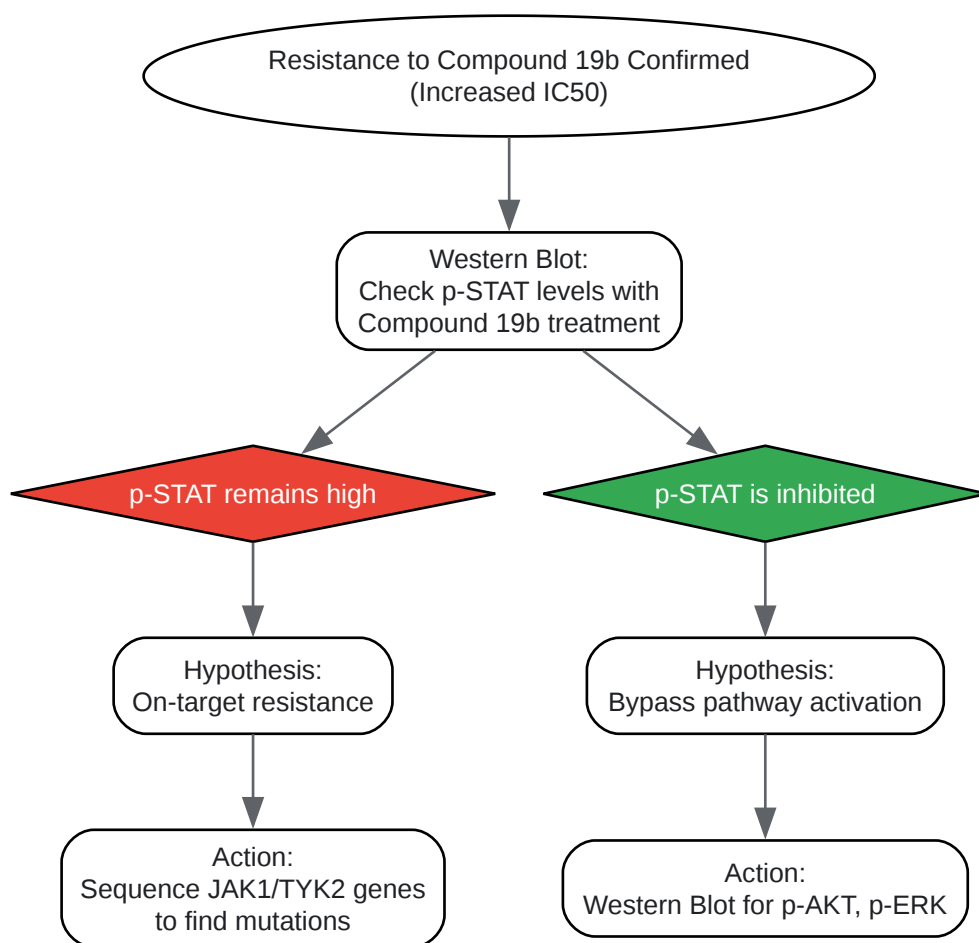 Resistance to Compound 19b Confirmed
(Increased IC50)
Western Blot:
Check p-STAT levels with
Compound 19b treatment
p-STAT remains high
p-STAT is inhibited
Hypothesis:
On-target resistance
Hypothesis:
Bypass pathway activation
Action:
Sequence JAK1/TYK2 genes
to find mutations
Action:
Western Blot for p-AKT, p-ERK